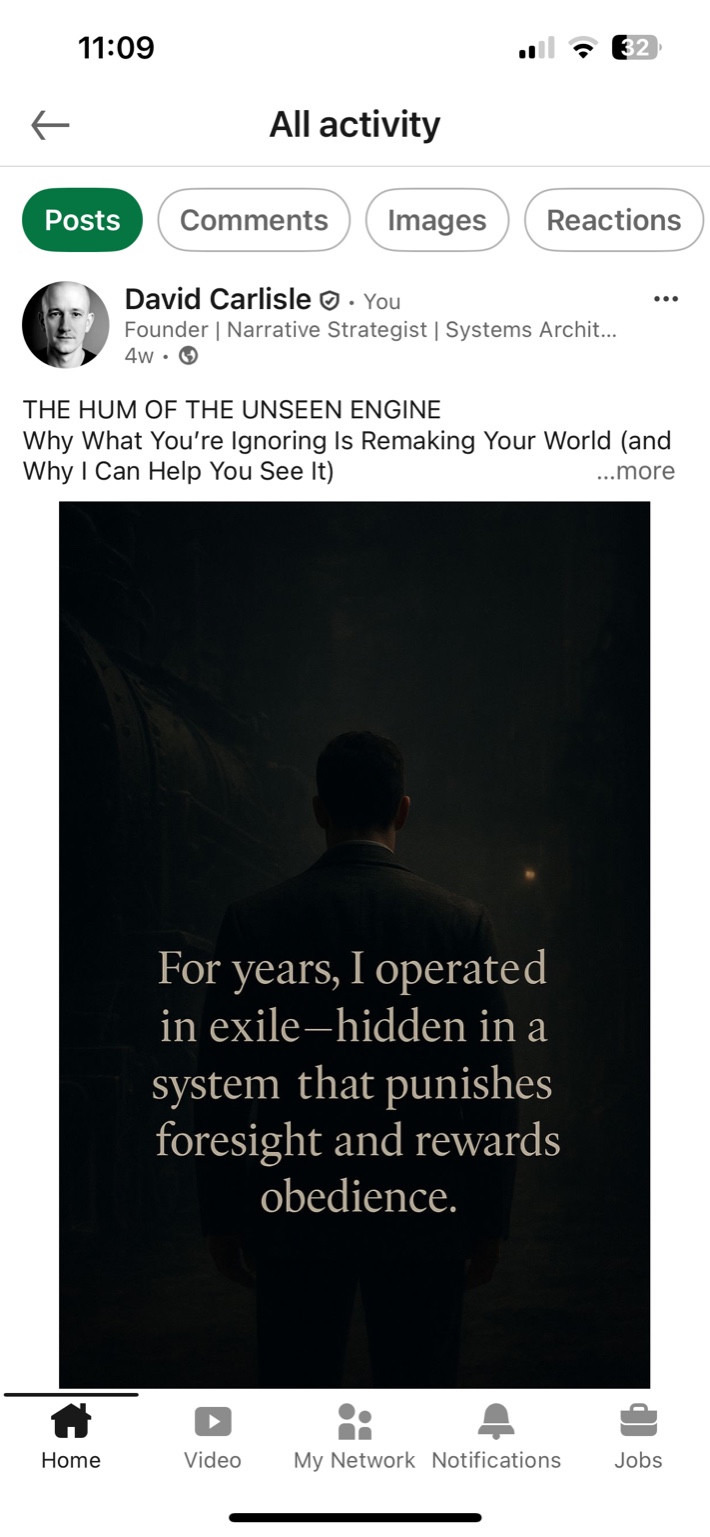 11:09
32
All activity
Posts
Comments
Images
Reactions
David Carlisle • You
Founder | Narrative Strategist | Systems Archit...
4w •
THE HUM OF THE UNSEEN ENGINE
Why What You’re Ignoring Is Remaking Your World (and
Why I Can Help You See It) ...more
For years, I operated
in exile—hidden in a
system that punishes
foresight and rewards
obedience.
Home
Video
My Network
Notifications
Jobs